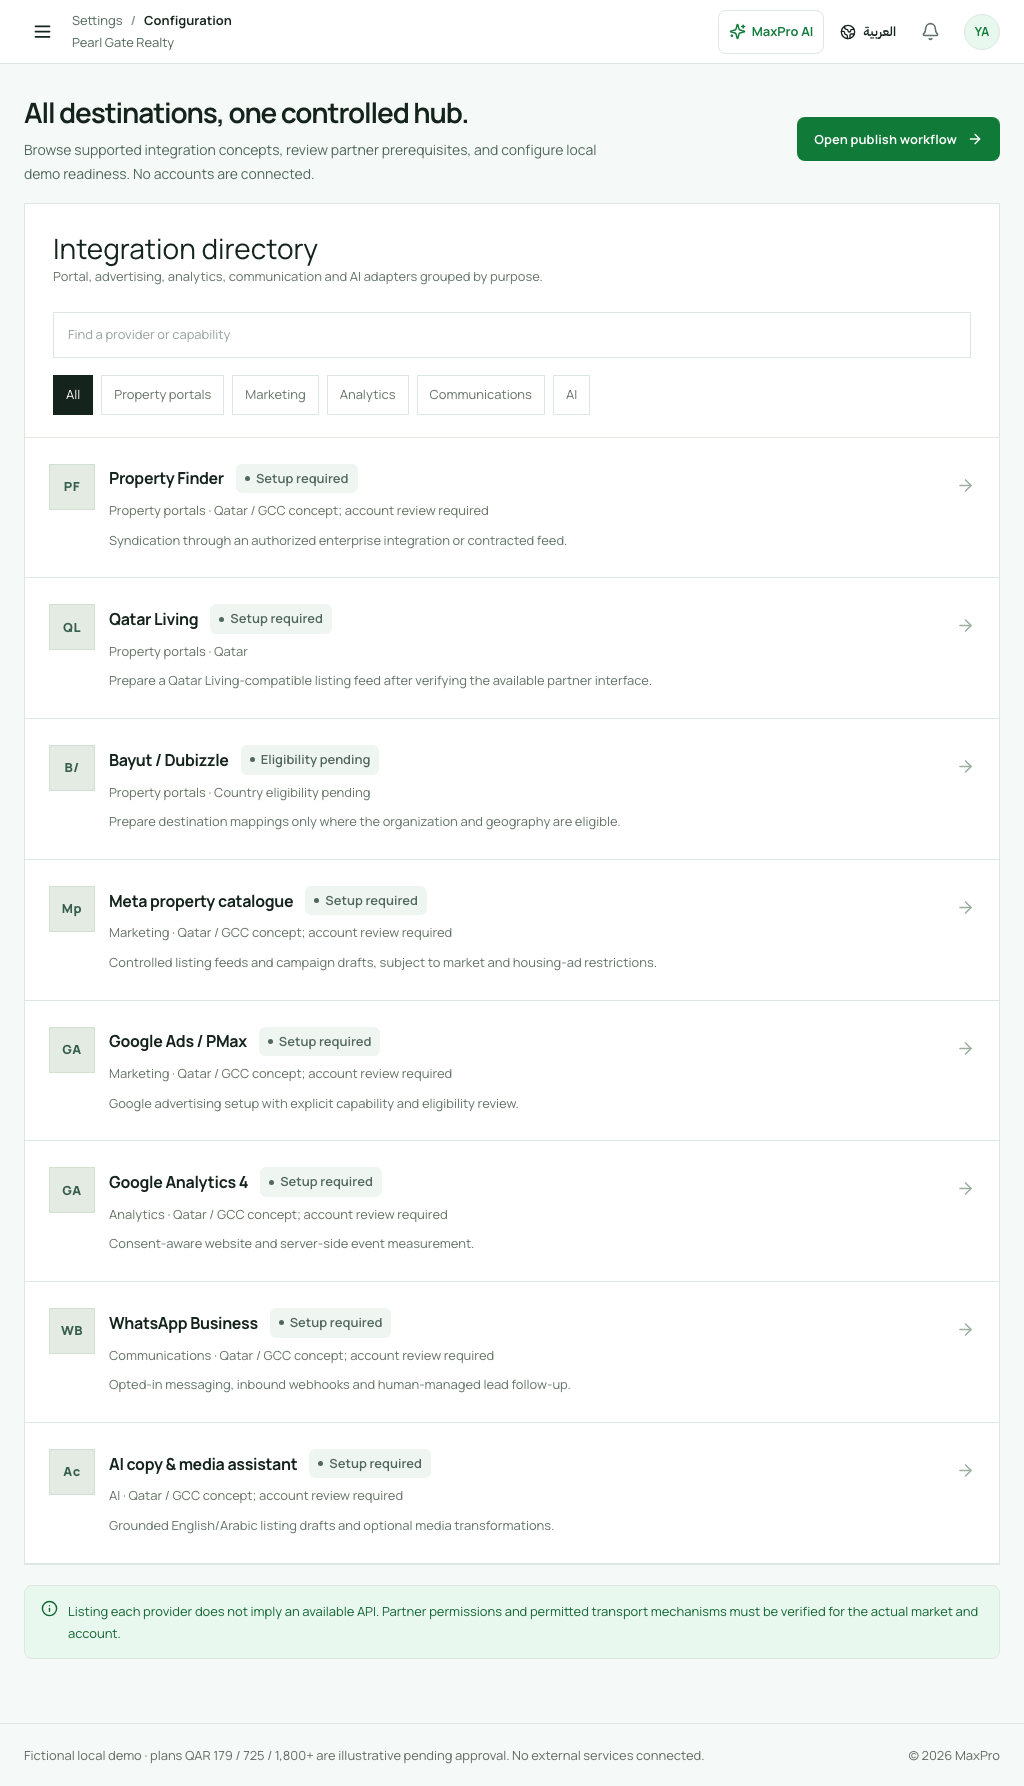 Settings / Configuration
Pearl Gate Realty
MaxPro AI
العربية
YA
All destinations, one controlled hub.
Browse supported integration concepts, review partner prerequisites, and configure local
demo readiness. No accounts are connected.
Open publish workflow
Integration directory
Portal, advertising, analytics, communication and AI adapters grouped by purpose.
Find a provider or capability
All Property portals Marketing Analytics Communications AI
PF
Property Finder
Setup required
Property portals · Qatar / GCC concept; account review required
Syndication through an authorized enterprise integration or contracted feed.
QL
Qatar Living
Setup required
Property portals · Qatar
Prepare a Qatar Living-compatible listing feed after verifying the available partner interface.
B/
Bayut / Dubizzle
Eligibility pending
Property portals · Country eligibility pending
Prepare destination mappings only where the organization and geography are eligible.
Mp
Meta property catalogue
Setup required
Marketing · Qatar / GCC concept; account review required
Controlled listing feeds and campaign drafts, subject to market and housing-ad restrictions.
GA
Google Ads / PMax
Setup required
Marketing · Qatar / GCC concept; account review required
Google advertising setup with explicit capability and eligibility review.
GA
Google Analytics 4
Setup required
Analytics · Qatar / GCC concept; account review required
Consent-aware website and server-side event measurement.
WB
WhatsApp Business
Setup required
Communications · Qatar / GCC concept; account review required
Opted-in messaging, inbound webhooks and human-managed lead follow-up.
Ac
AI copy & media assistant
Setup required
AI · Qatar / GCC concept; account review required
Grounded English/Arabic listing drafts and optional media transformations.
Listing each provider does not imply an available API. Partner permissions and permitted transport mechanisms must be verified for the actual market and
account.
Fictional local demo · plans QAR 179 / 725 / 1,800+ are illustrative pending approval. No external services connected.
© 2026 MaxPro